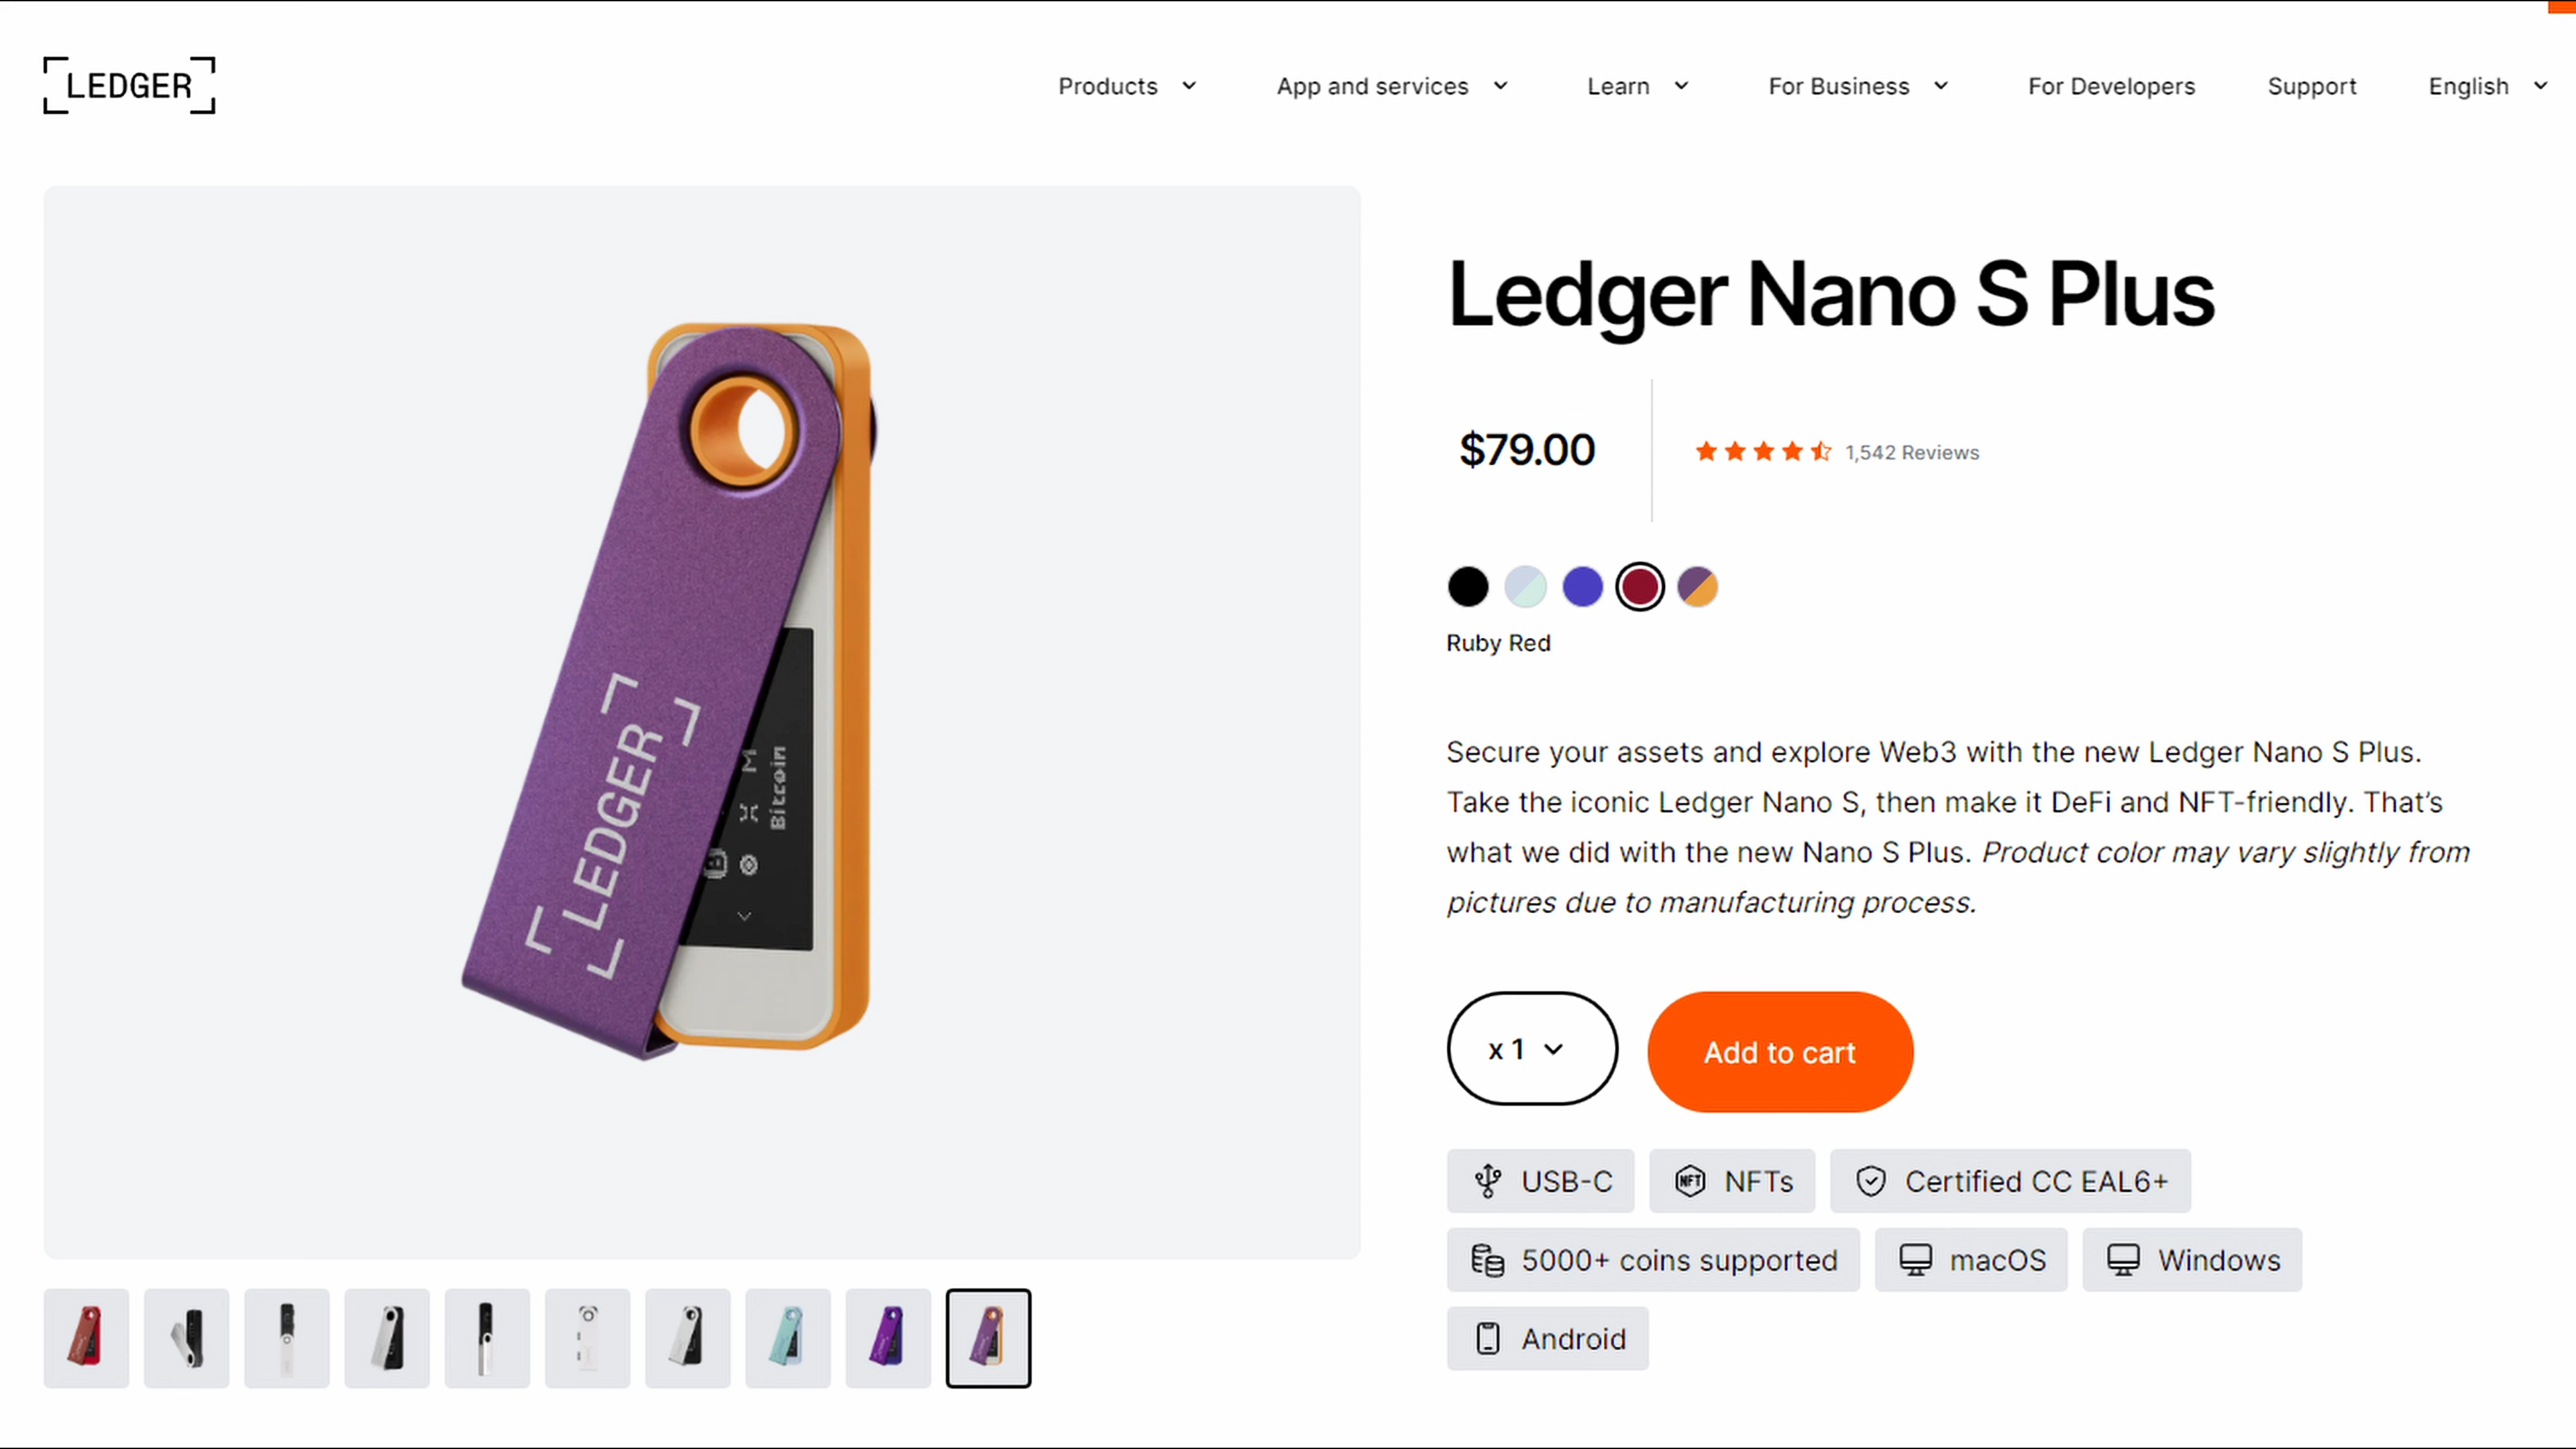 LEDGER
Products
App and services
Learn
For Business
For Developers
Support
English
LEDGER
Bitcoin
Ledger Nano S Plus
$79.00
1,542 Reviews
Ruby Red
Secure your assets and explore Web3 with the new Ledger Nano S Plus.
Take the iconic Ledger Nano S, then make it DeFi and NFT-friendly. That’s
what we did with the new Nano S Plus. Product color may vary slightly from
pictures due to manufacturing process.
x 1
Add to cart
USB-C
NFT
NFTs
Certified CC EAL6+
5000+ coins supported
macOS
Windows
Android